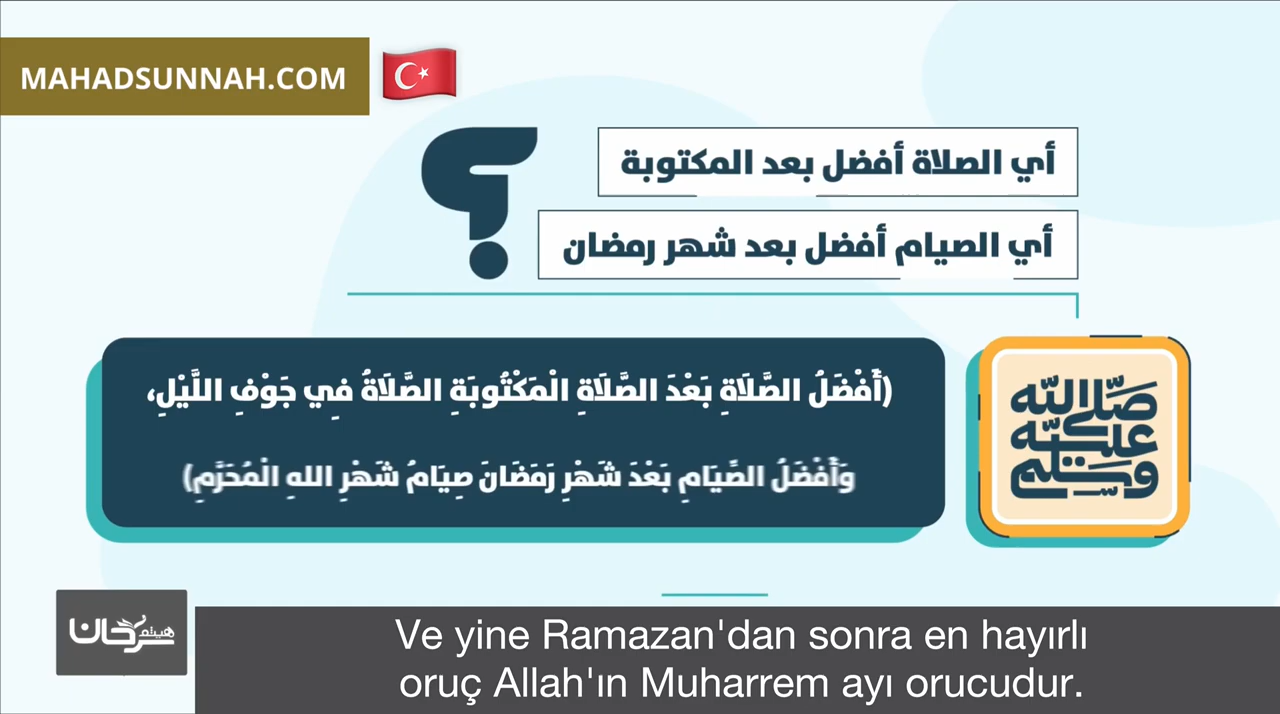 MAHADSUNNAH.COM
أي الصلاة أفضل بعد المكتوبة
أي الصيام أفضل بعد شهر رمضان
؟
صلى الله
عليه
وسلم
(أَفْضَلُ الصَّلَاةِ بَعْدَ الصَّلَاةِ الْمَكْتُوبَةِ الصَّلَاةُ فِي جَوْفِ اللَّيْلِ،
وَأَفْضَلُ الصِّيَامِ بَعْدَ شَهْرِ رَمَضَانَ صِيَامُ شَهْرِ اللهِ الْمُحَرَّمِ)
هيثم
سرحان
Ve yine Ramazan'dan sonra en hayırlı
oruç Allah'ın Muharrem ayı orucudur.